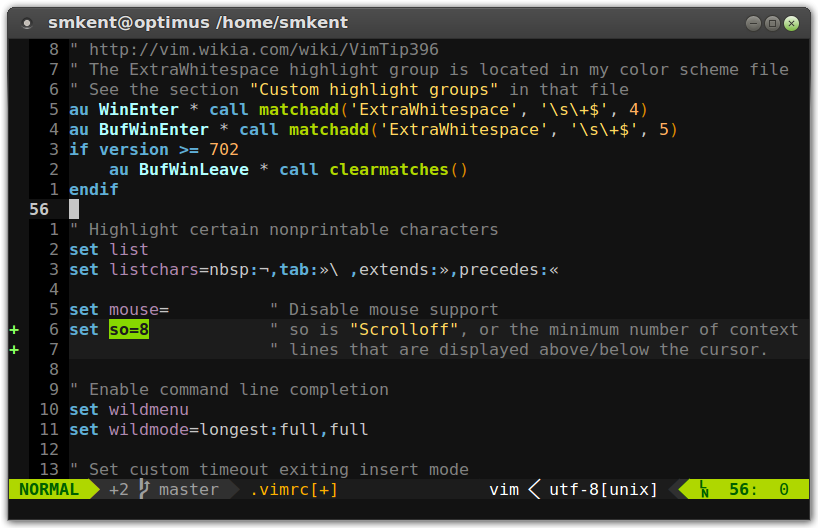 smkent@optimus /home/smkent
8 " http://vim.wikia.com/wiki/VimTip396
7 " The ExtraWhitespace highlight group is located in my color scheme file
6 " See the section "Custom highlight groups" in that file
5 au WinEnter * call matchadd('ExtraWhitespace', '\s\+$', 4)
4 au BufWinEnter * call matchadd('ExtraWhitespace', '\s\+$', 5)
3 if version >= 702
2     au BufWinLeave * call clearmatches()
1 endif
56
1 " Highlight certain nonprintable characters
2 set list
3 set listchars=nbsp:¬,tab:»\ ,extends:»,precedes:«
4
5 set mouse=          " Disable mouse support
+ 6 set so=8            " so is "Scrolloff", or the minimum number of context
+ 7                     " lines that are displayed above/below the cursor.
8
9 " Enable command line completion
10 set wildmenu
11 set wildmode=longest:full,full
12
13 " Set custom timeout exiting insert mode
NORMAL +2 master .vimrc[+] vim utf-8[unix] LN 56: 0